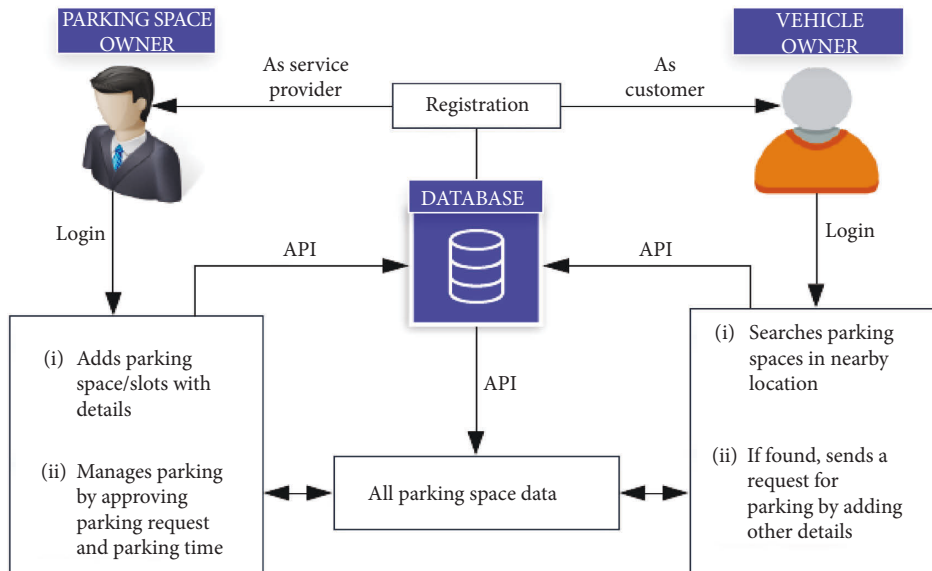 PARKING SPACE
OWNER
VEHICLE
OWNER
As service
provider
Registration
As
customer
DATABASE
Login
API
API
Login
(i) Adds parking
space/slots with
details
(ii) Manages parking
by approving
parking request
and parking time
API
All parking space data
(i) Searches parking
spaces in nearby
location
(ii) If found, sends a
request for
parking by adding
other details